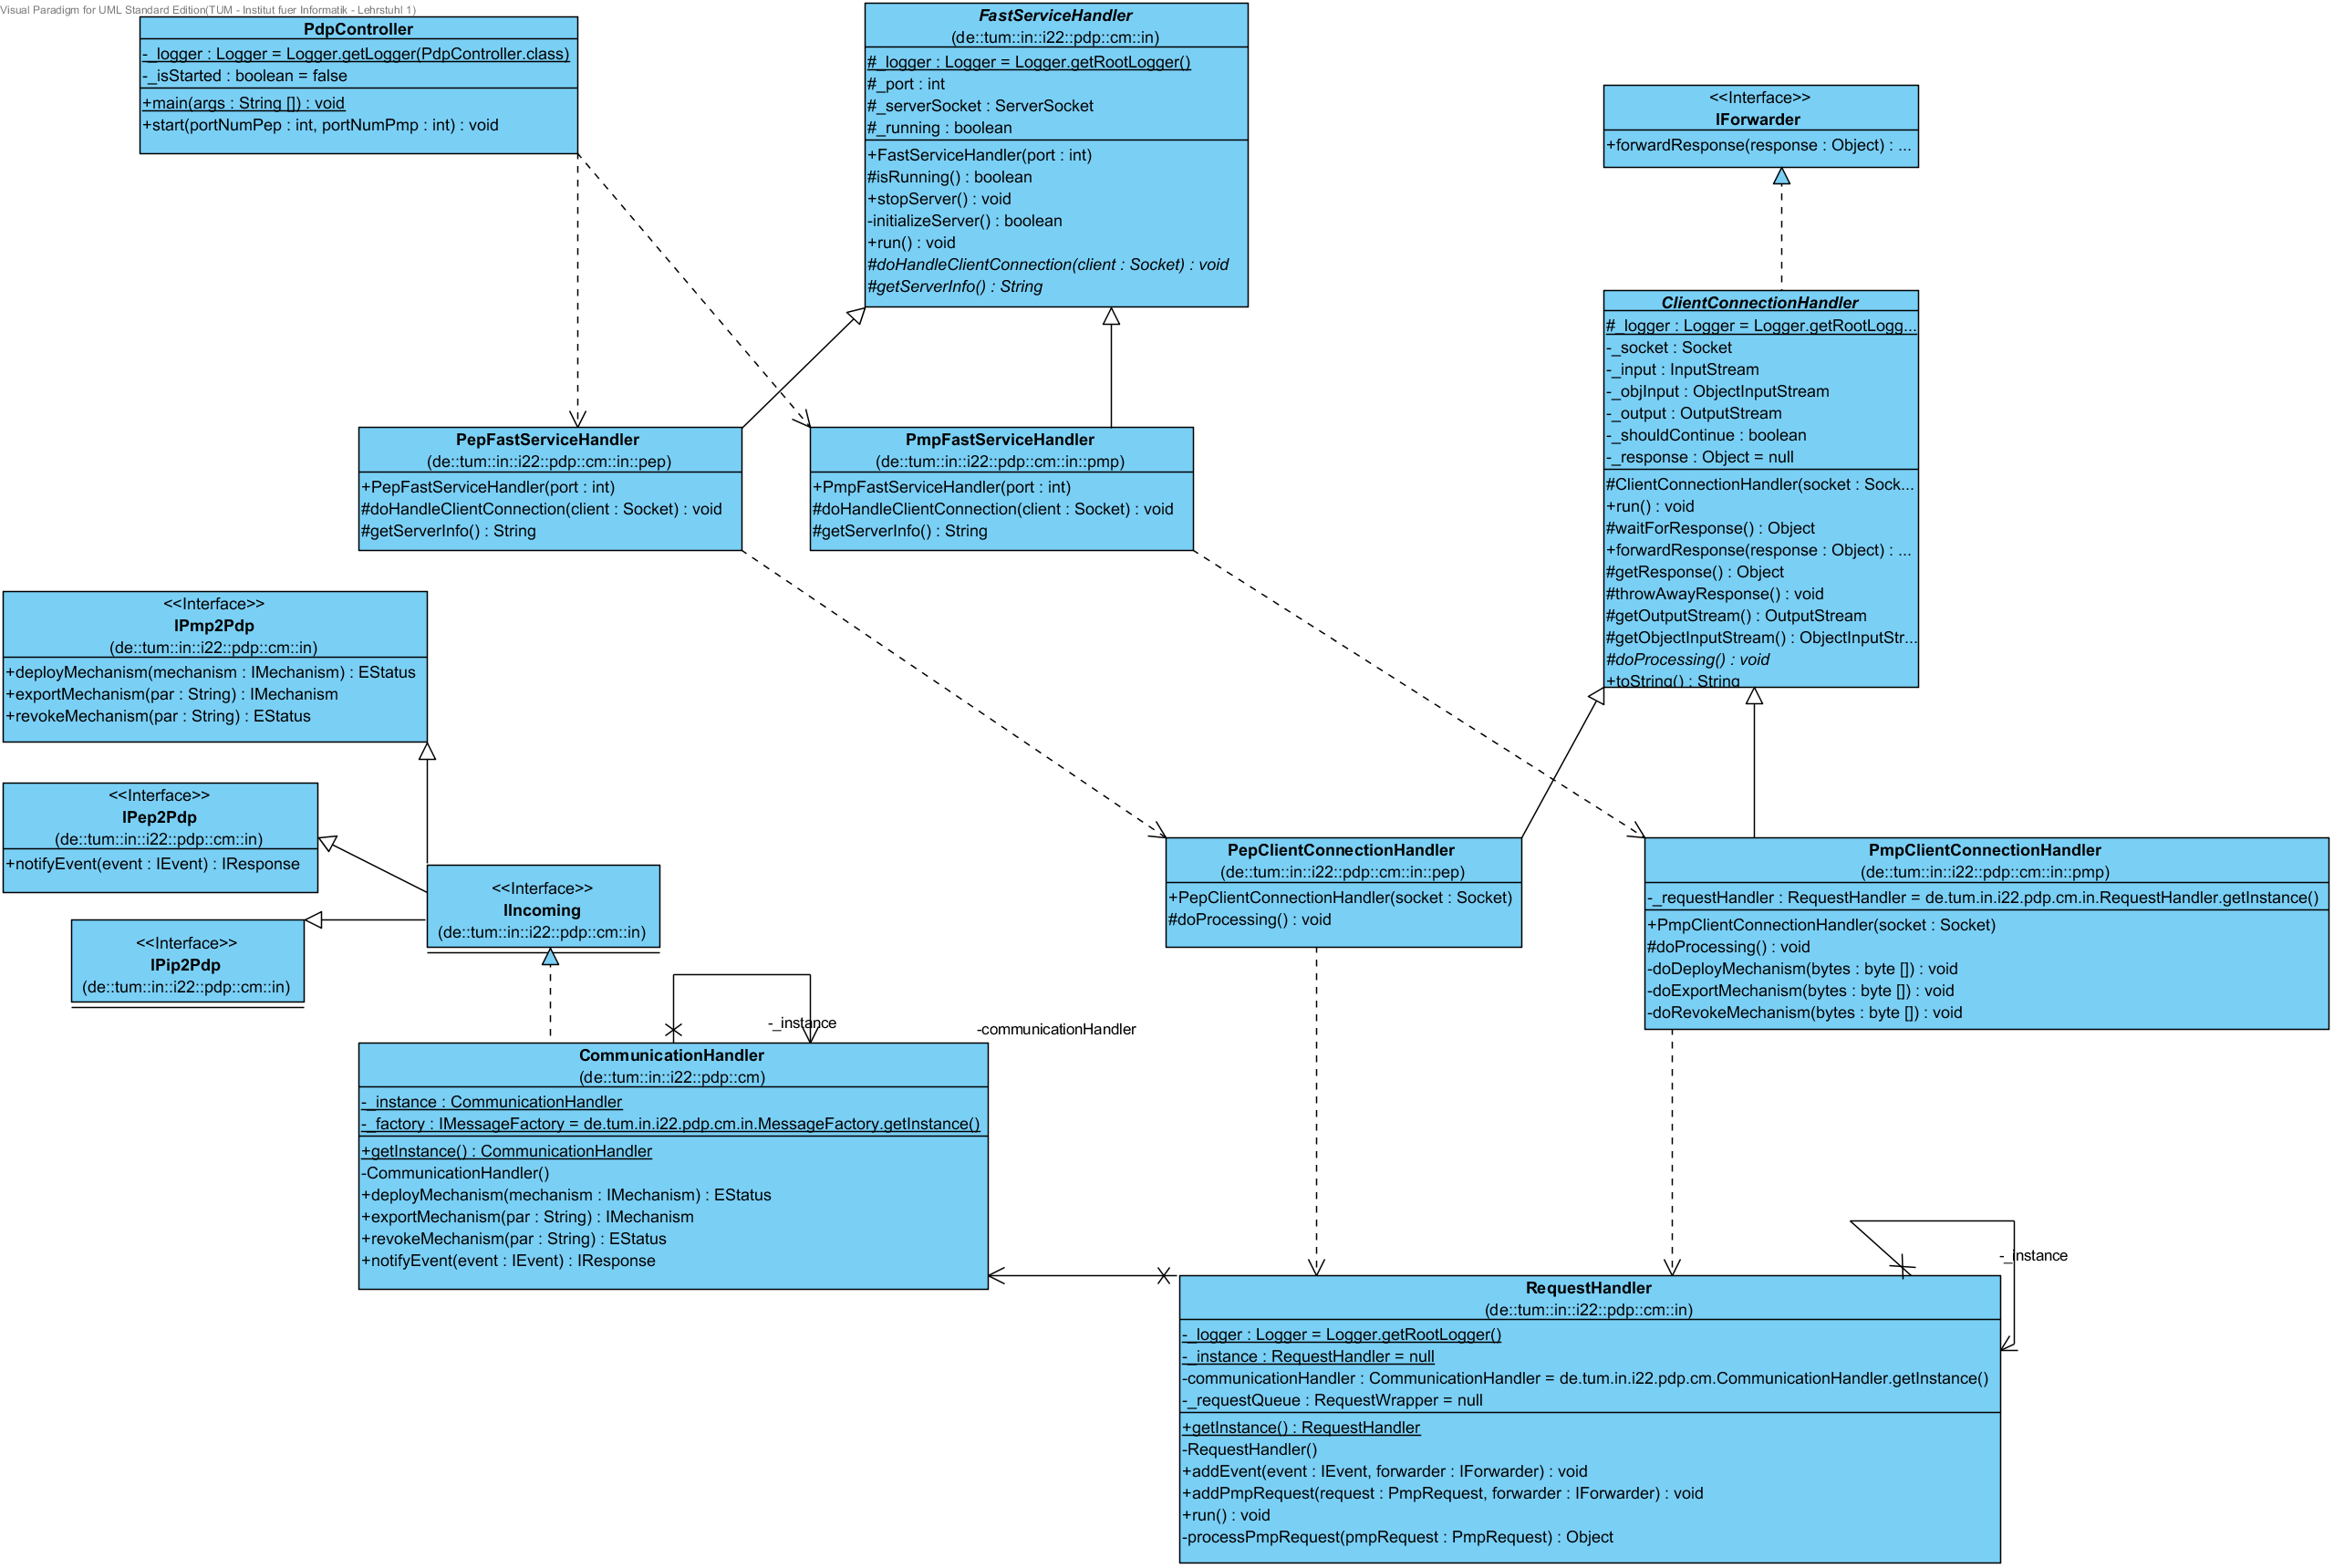 Visual Paradigm for UML Standard Edition(TUM - Institut fuer Informatik - Lehrstuhl 1)
PdpController
-_logger : Logger = Logger.getLogger(PdpController.class)
-_isStarted : boolean = false
+main(args : String []) : void
+start(portNumPep : int, portNumPmp : int) : void
FastServiceHandler
(de::tum::in::i22::pdp::cm::in)
#_logger : Logger = Logger.getRootLogger()
#_port : int
#_serverSocket : ServerSocket
#_running : boolean
+FastServiceHandler(port : int)
#isRunning() : boolean
+stopServer() : void
-initializeServer() : boolean
+run() : void
#doHandleClientConnection(client : Socket) : void
#getServerInfo() : String
<<Interface>>
IForwarder
+forwardResponse(response : Object) : ...
ClientConnectionHandler
#_logger : Logger = Logger.getRootLogg...
-_socket : Socket
-_input : InputStream
-_objInput : ObjectInputStream
-_output : OutputStream
-_shouldContinue : boolean
-_response : Object = null
#ClientConnectionHandler(socket : Sock...
+run() : void
#waitForResponse() : Object
+forwardResponse(response : Object) : ...
#getResponse() : Object
#throwAwayResponse() : void
#getOutputStream() : OutputStream
#getObjectInputStream() : ObjectInputStr...
#doProcessing() : void
+toString() : String
PepFastServiceHandler
(de::tum::in::i22::pdp::cm::in::pep)
+PepFastServiceHandler(port : int)
#doHandleClientConnection(client : Socket) : void
#getServerInfo() : String
PmpFastServiceHandler
(de::tum::in::i22::pdp::cm::in::pmp)
+PmpFastServiceHandler(port : int)
#doHandleClientConnection(client : Socket) : void
#getServerInfo() : String
<<Interface>>
IPmp2Pdp
(de::tum::in::i22::pdp::cm::in)
+deployMechanism(mechanism : IMechanism) : EStatus
+exportMechanism(par : String) : IMechanism
+revokeMechanism(par : String) : EStatus
<<Interface>>
IPep2Pdp
(de::tum::in::i22::pdp::cm::in)
+notifyEvent(event : IEvent) : IResponse
<<Interface>>
IIncoming
(de::tum::in::i22::pdp::cm::in)
<<Interface>>
IPip2Pdp
(de::tum::in::i22::pdp::cm::in)
PepClientConnectionHandler
(de::tum::in::i22::pdp::cm::in::pep)
+PepClientConnectionHandler(socket : Socket)
#doProcessing() : void
PmpClientConnectionHandler
(de::tum::in::i22::pdp::cm::in::pmp)
-_requestHandler : RequestHandler = de.tum.in.i22.pdp.cm.in.RequestHandler.getInstance()
+PmpClientConnectionHandler(socket : Socket)
#doProcessing() : void
-doDeployMechanism(bytes : byte []) : void
-doExportMechanism(bytes : byte []) : void
-doRevokeMechanism(bytes : byte []) : void
-_instance
-communicationHandler
CommunicationHandler
(de::tum::in::i22::pdp::cm)
-_instance : CommunicationHandler
-_factory : IMessageFactory = de.tum.in.i22.pdp.cm.in.MessageFactory.getInstance()
+getInstance() : CommunicationHandler
-CommunicationHandler()
+deployMechanism(mechanism : IMechanism) : EStatus
+exportMechanism(par : String) : IMechanism
+revokeMechanism(par : String) : EStatus
+notifyEvent(event : IEvent) : IResponse
-_instance
RequestHandler
(de::tum::in::i22::pdp::cm::in)
-_logger : Logger = Logger.getRootLogger()
-_instance : RequestHandler = null
-communicationHandler : CommunicationHandler = de.tum.in.i22.pdp.cm.CommunicationHandler.getInstance()
-_requestQueue : RequestWrapper = null
+getInstance() : RequestHandler
-RequestHandler()
+addEvent(event : IEvent, forwarder : IForwarder) : void
+addPmpRequest(request : PmpRequest, forwarder : IForwarder) : void
+run() : void
-processPmpRequest(pmpRequest : PmpRequest) : Object